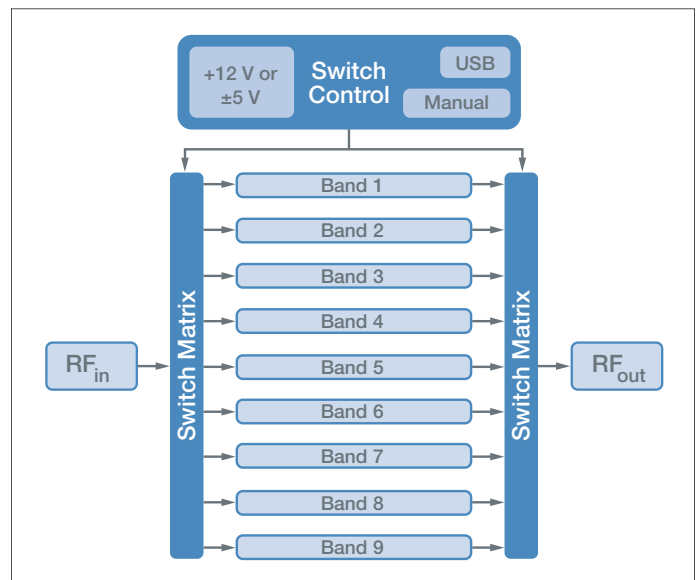 +12 V or
±5 V
Switch
Control
USB
Manual
Switch Matrix
Band 1
Band 2
Band 3
Band 4
Band 5
Band 6
Band 7
Band 8
Band 9
Switch Matrix
RFin
RFout